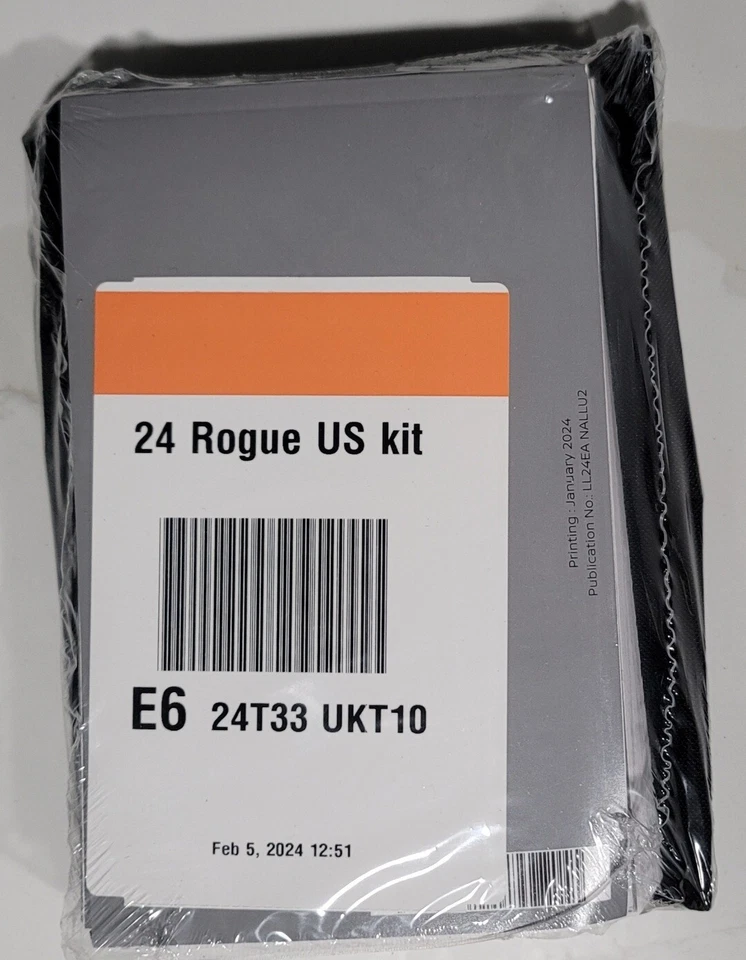 24 Rogue US kit
E6 24T33 UKT10
Feb 5, 2024 12:51
Printing : January 2024
Publication No.: LL24EA NALLU2